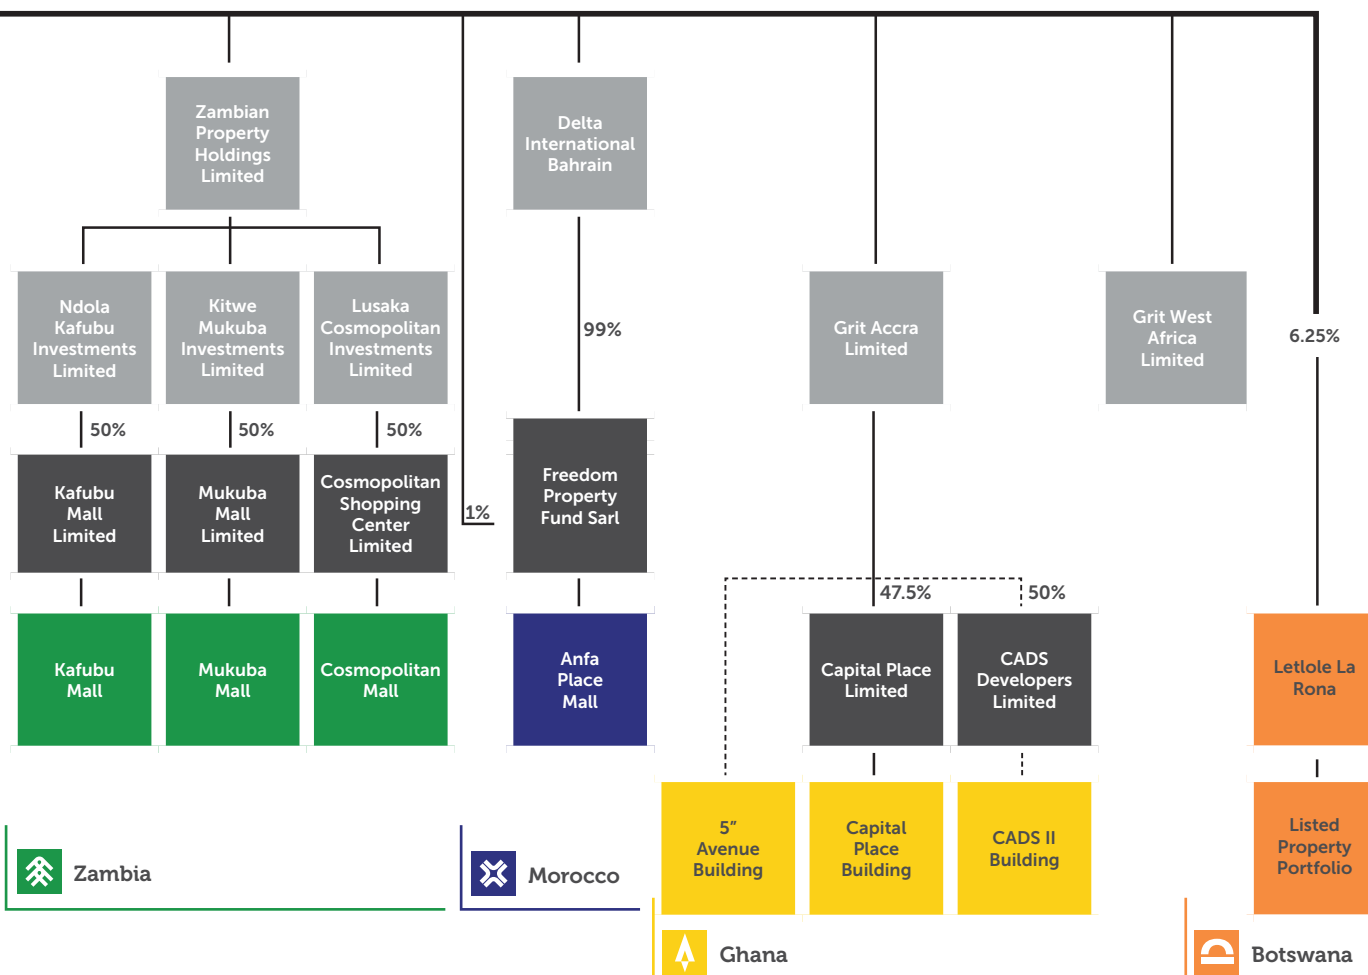 Zambian
Property
Holdings
Limited
Delta
International
Bahrain
Ndola
Kafubu
Investments
Limited
Kitwe
Mukuba
Investments
Limited
Lusaka
Cosmopolitan
Investments
Limited
99%
Grit Accra
Limited
Grit West
Africa
Limited
6.25%
50%
50%
50%
Kafubu
Mall
Limited
Mukuba
Mall
Limited
Cosmopolitan
Shopping
Center
Limited
1%
Freedom
Property
Fund Sarl
47.5%
50%
Kafubu
Mall
Mukuba
Mall
Cosmopolitan
Mall
Anfa
Place
Mall
Capital Place
Limited
CADS
Developers
Limited
Letlole La
Rona
5”
Avenue
Building
Capital
Place
Building
CADS II
Building
Listed
Property
Portfolio
Zambia
Morocco
Ghana
Botswana